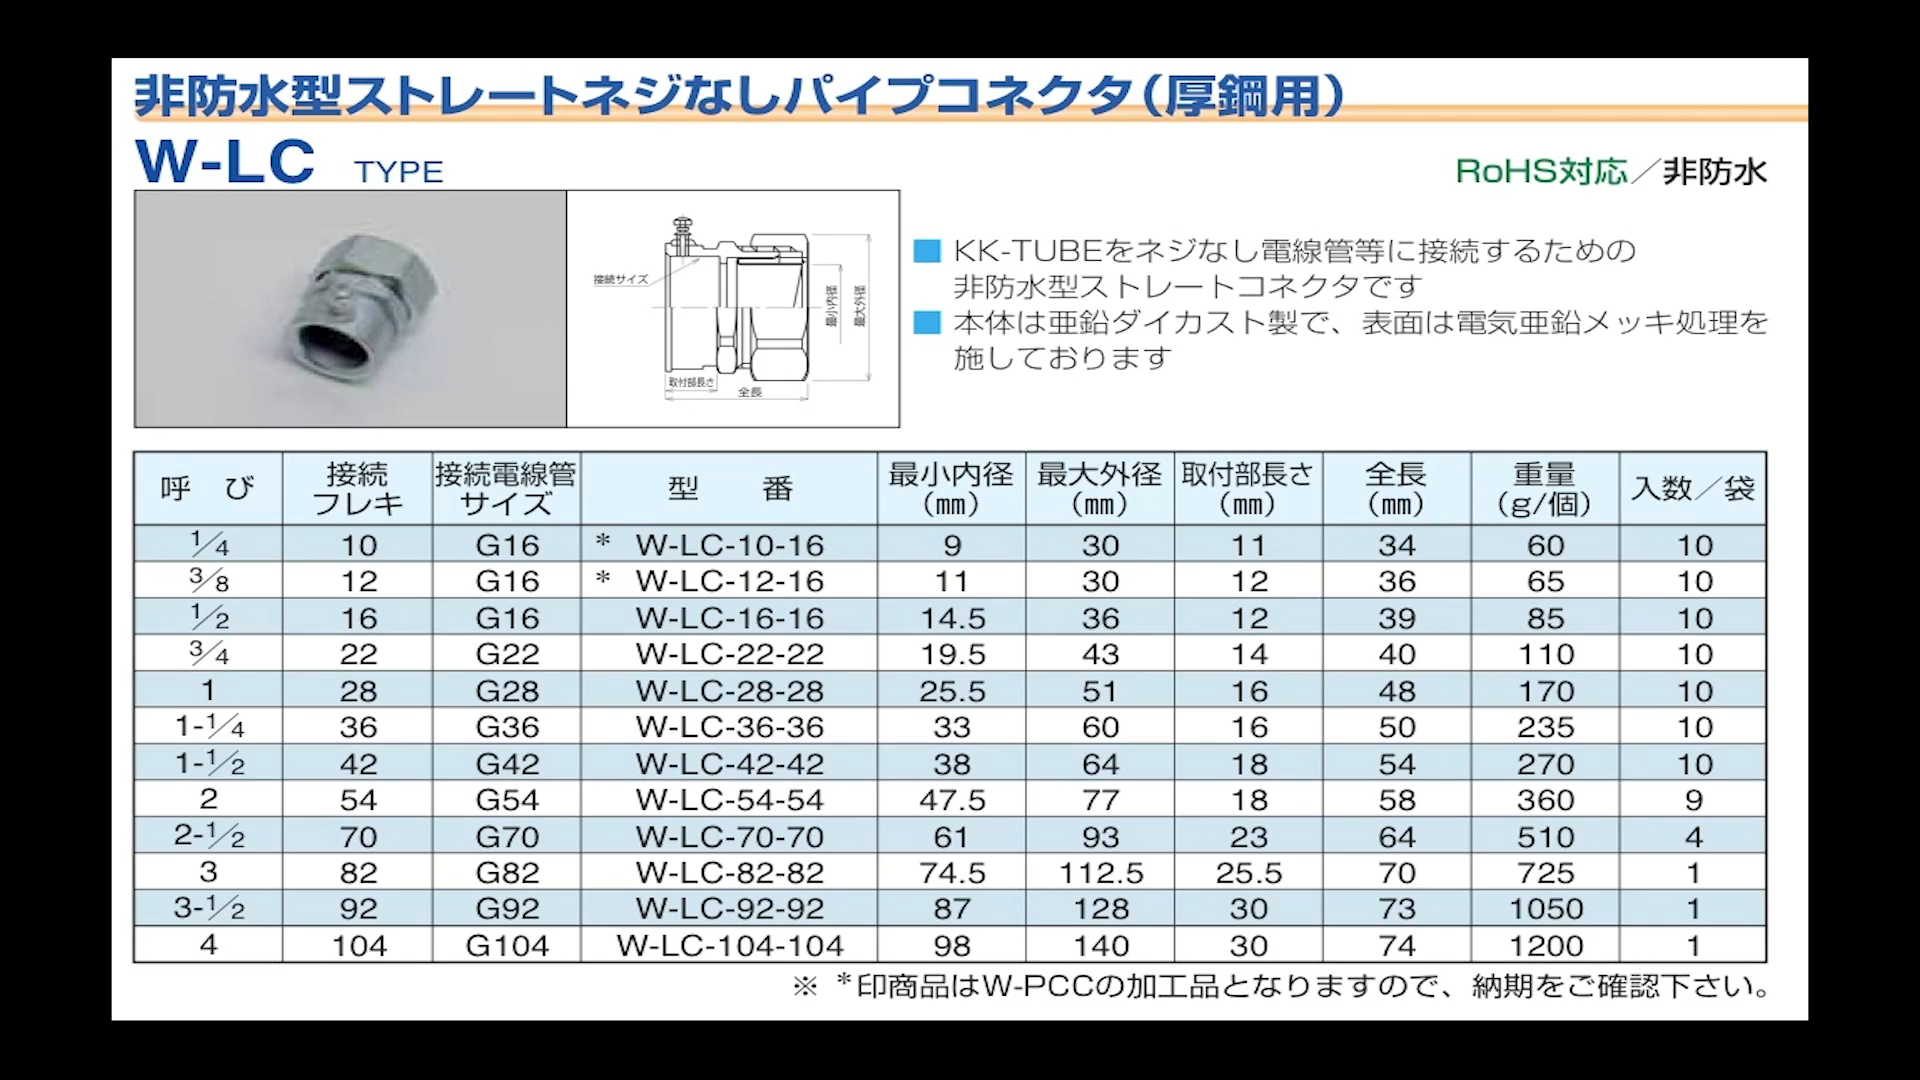 非防水型ストレートネジなしパイプコネクタ（厚鋼用）
W-LC TYPE
RoHS対応／非防水
接続サイズ
最小内径
最大外径
取付部長さ
全長
■ KK-TUBEをネジなし電線管等に接続するための
非防水型ストレートコネクタです
■ 本体は亜鉛ダイカスト製で、表面は電気亜鉛メッキ処理を
施しております
呼び 接続フレキ 接続電線管サイズ 型番 最小内径（㎜） 最大外径（㎜） 取付部長さ（㎜） 全長（㎜） 重量（g/個） 入数／袋
1/4 10 G16 * W-LC-10-16 9 30 11 34 60 10
3/8 12 G16 * W-LC-12-16 11 30 12 36 65 10
1/2 16 G16 W-LC-16-16 14.5 36 12 39 85 10
3/4 22 G22 W-LC-22-22 19.5 43 14 40 110 10
1 28 G28 W-LC-28-28 25.5 51 16 48 170 10
1-1/4 36 G36 W-LC-36-36 33 60 16 50 235 10
1-1/2 42 G42 W-LC-42-42 38 64 18 54 270 10
2 54 G54 W-LC-54-54 47.5 77 18 58 360 9
2-1/2 70 G70 W-LC-70-70 61 93 23 64 510 4
3 82 G82 W-LC-82-82 74.5 112.5 25.5 70 725 1
3-1/2 92 G92 W-LC-92-92 87 128 30 73 1050 1
4 104 G104 W-LC-104-104 98 140 30 74 1200 1
※ *印商品はW-PCCの加工品となりますので、納期をご確認下さい。